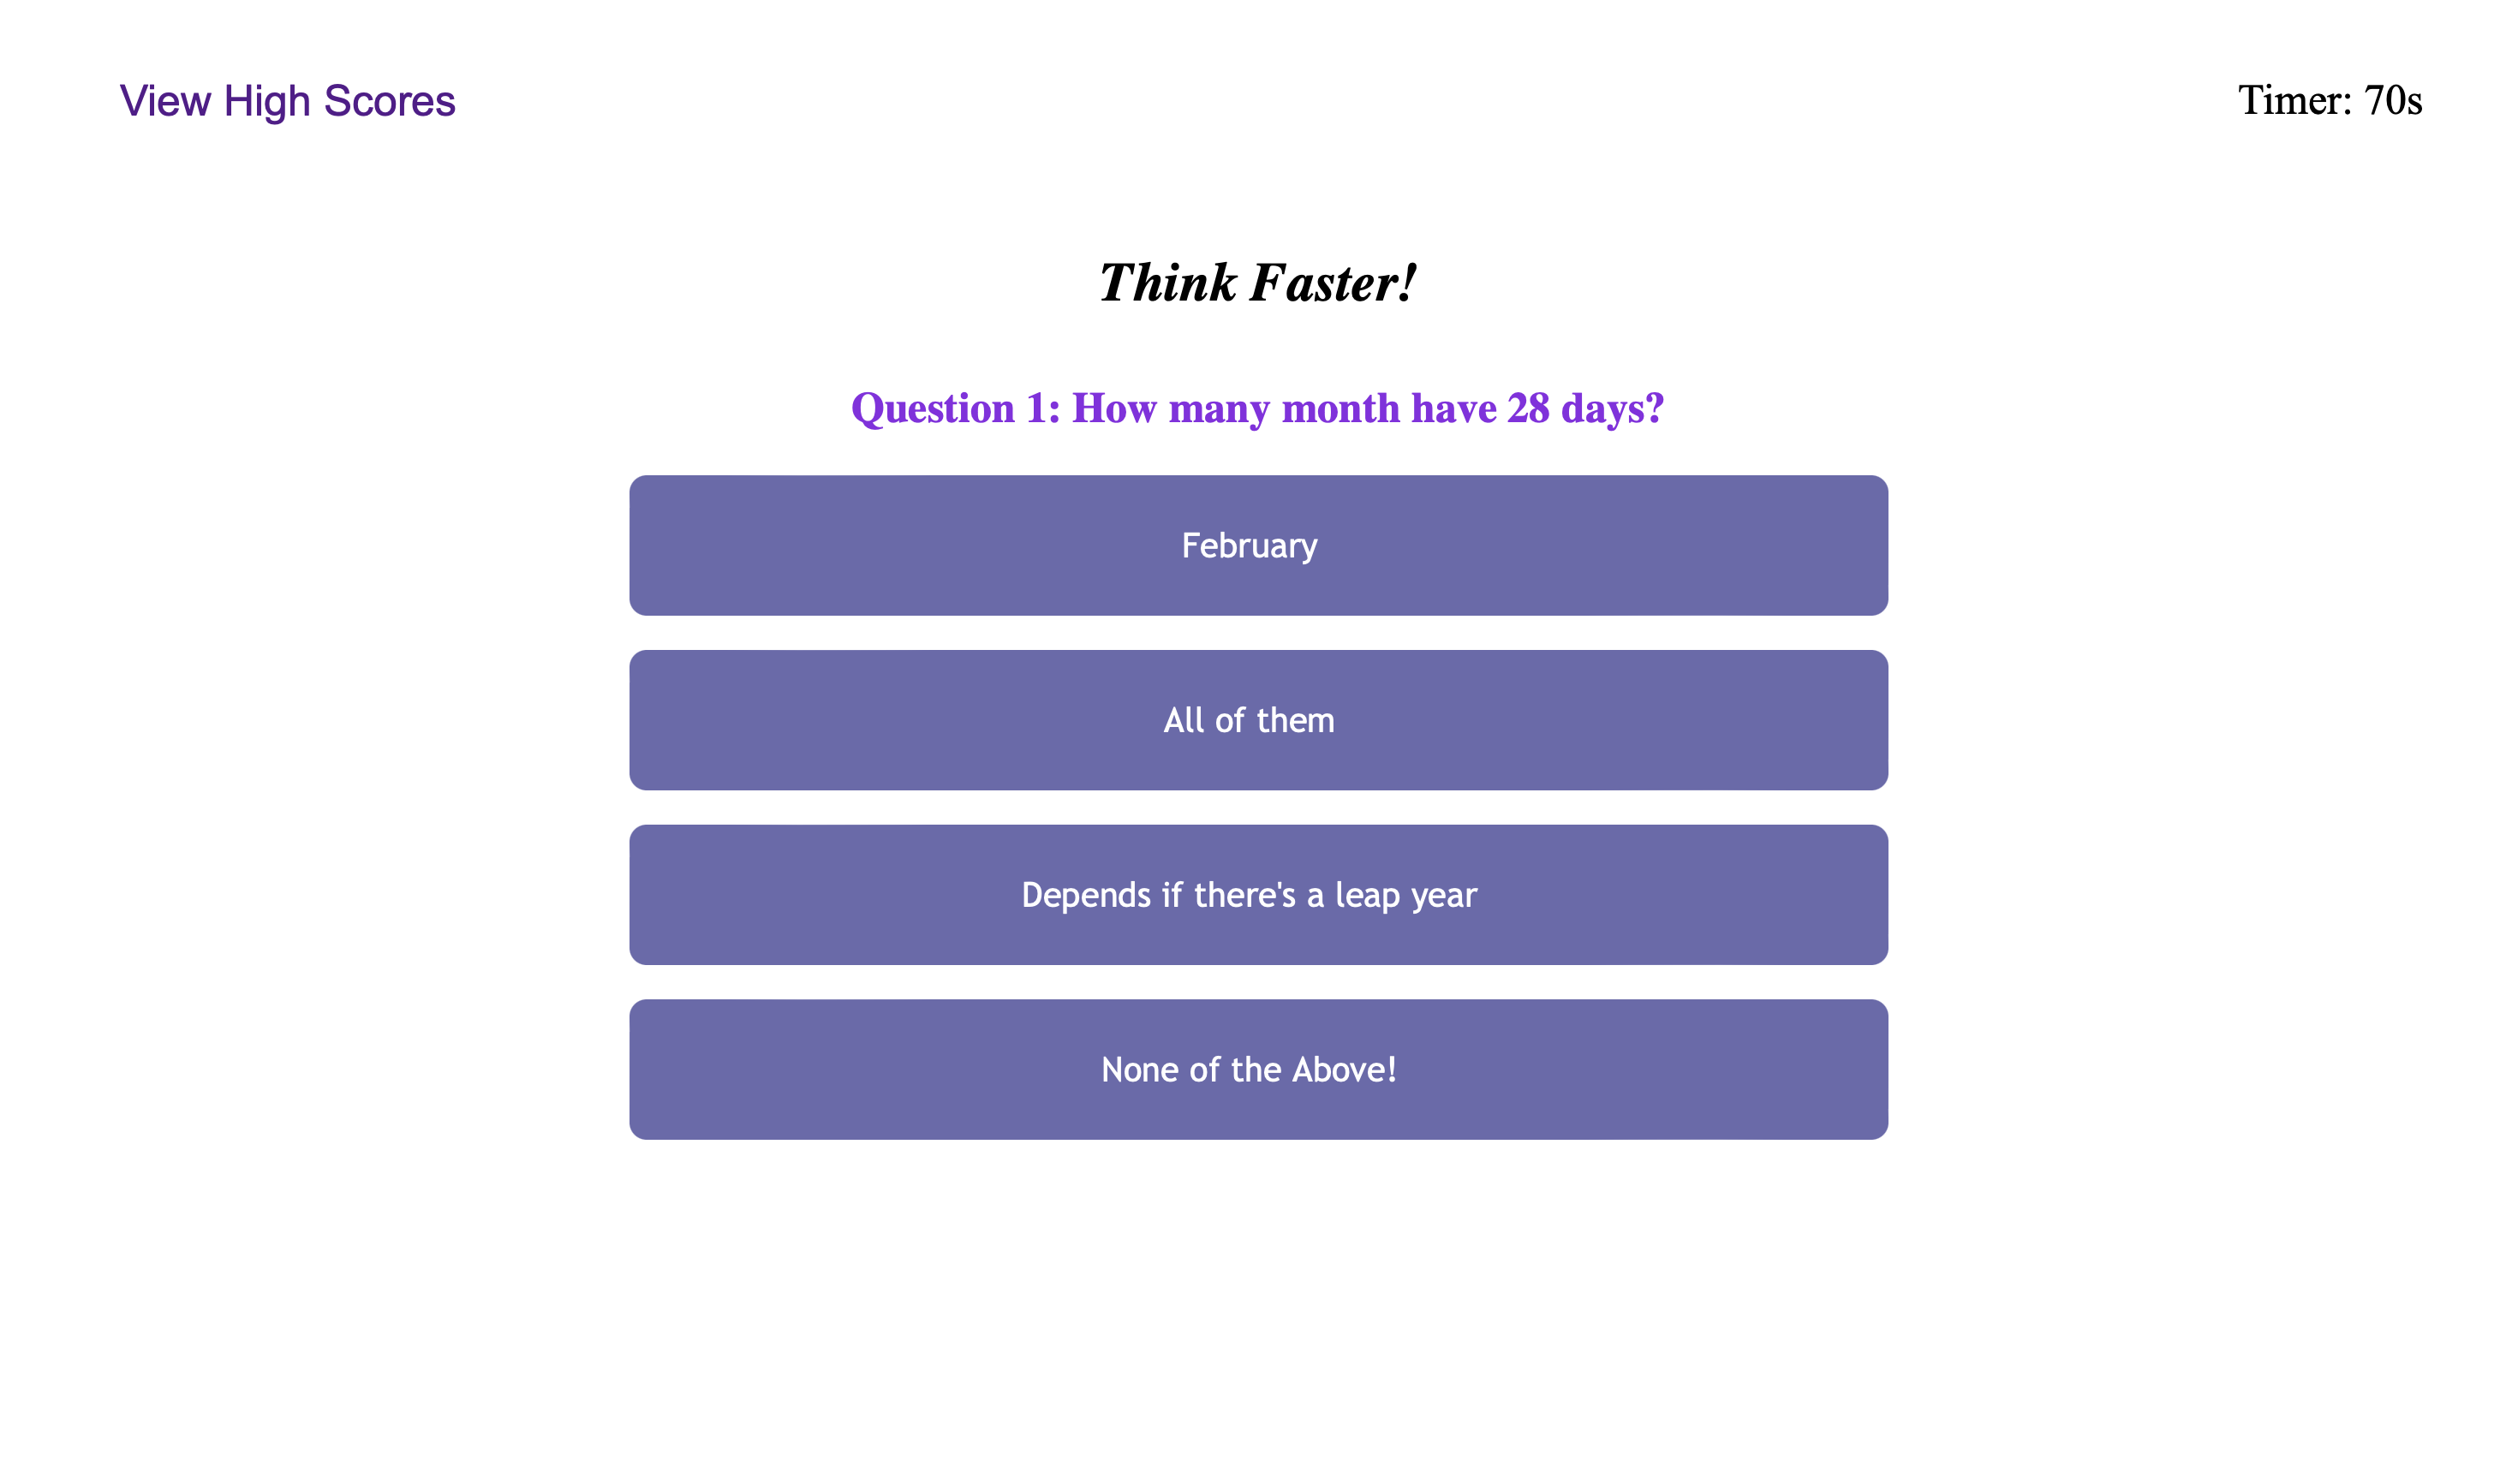 View High Scores
Timer: 70s
Think Faster!
Question 1: How many month have 28 days?
February
All of them
Depends if there's a leap year
None of the Above!